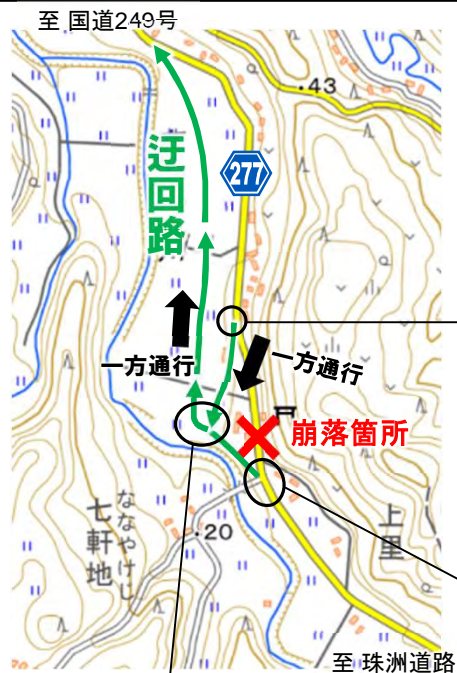 至 国道249号
・43
277
迂回路
一方通行
一方通行
崩落箇所
七軒地
ななやけじ
・20
上里
至 珠洲道路